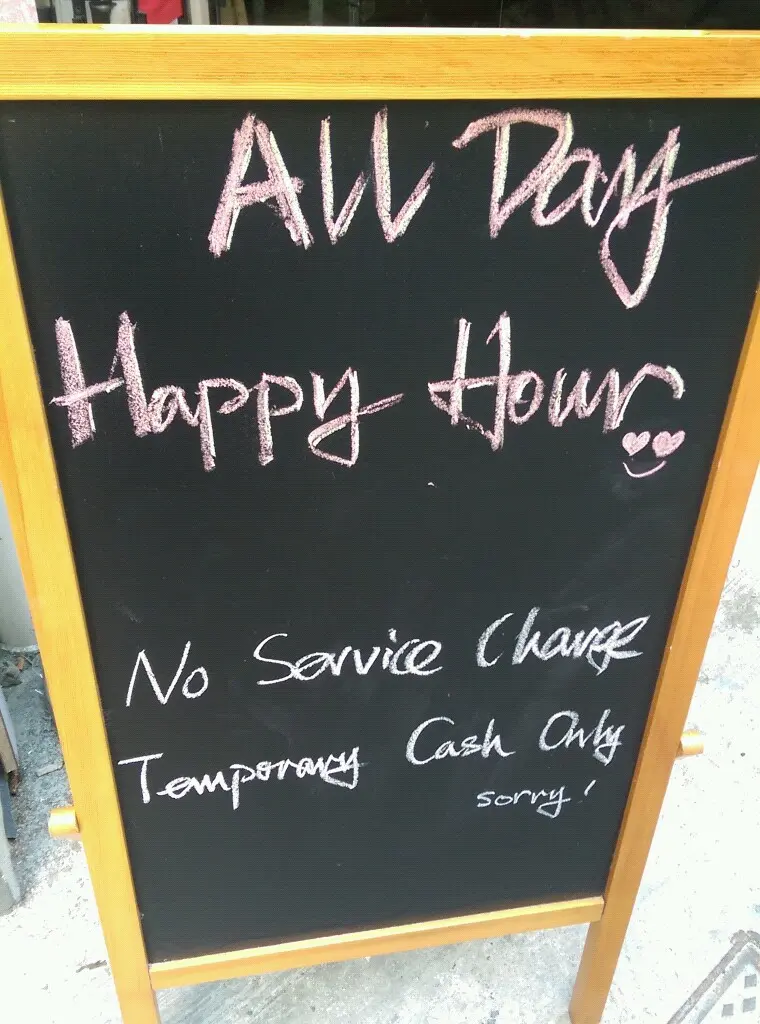 All Day
Happy Hour
No Service Charge
Temporary Cash Only
sorry!